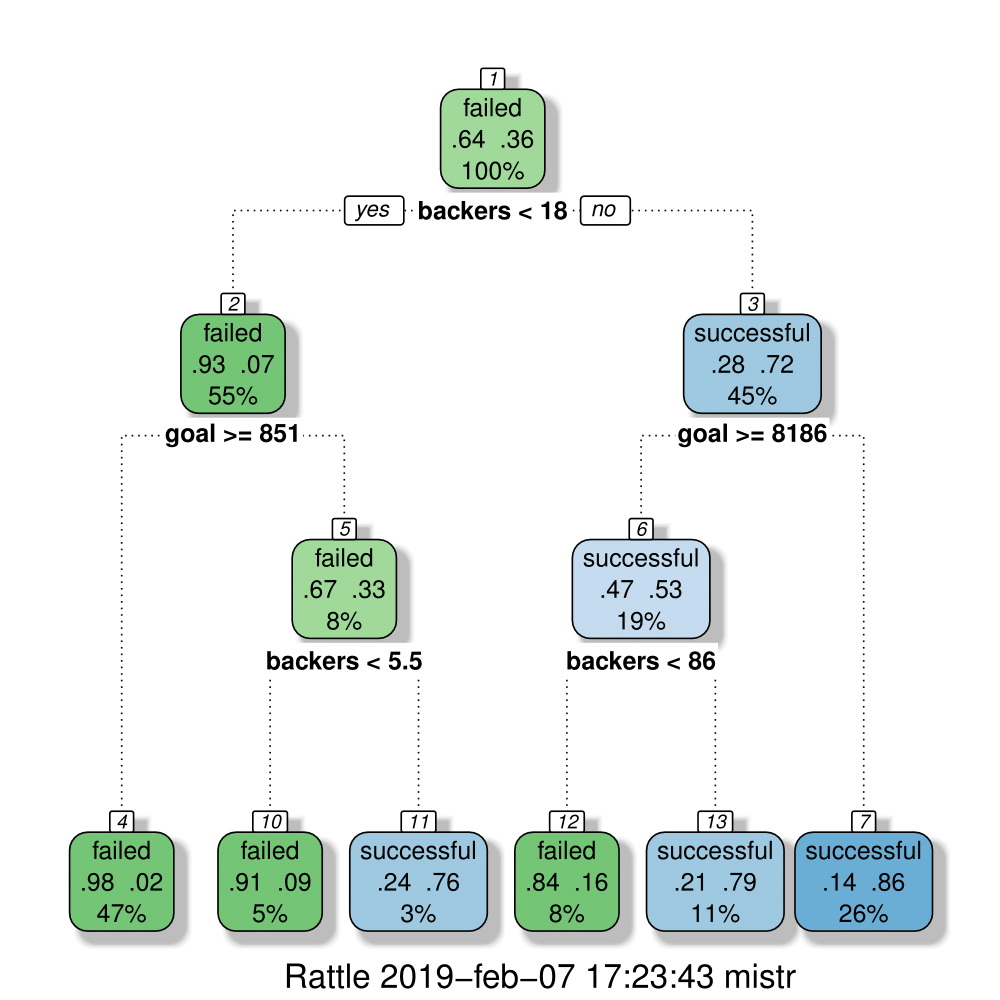 1
failed
.64 .36
100%
yes backers < 18 no
2
failed
.93 .07
55%
3
successful
.28 .72
45%
goal >= 851
goal >= 8186
5
failed
.67 .33
8%
6
successful
.47 .53
19%
backers < 5.5
backers < 86
4
failed
.98 .02
47%
10
failed
.91 .09
5%
11
successful
.24 .76
3%
12
failed
.84 .16
8%
13
successful
.21 .79
11%
7
successful
.14 .86
26%
Rattle 2019−feb−07 17:23:43 mistr